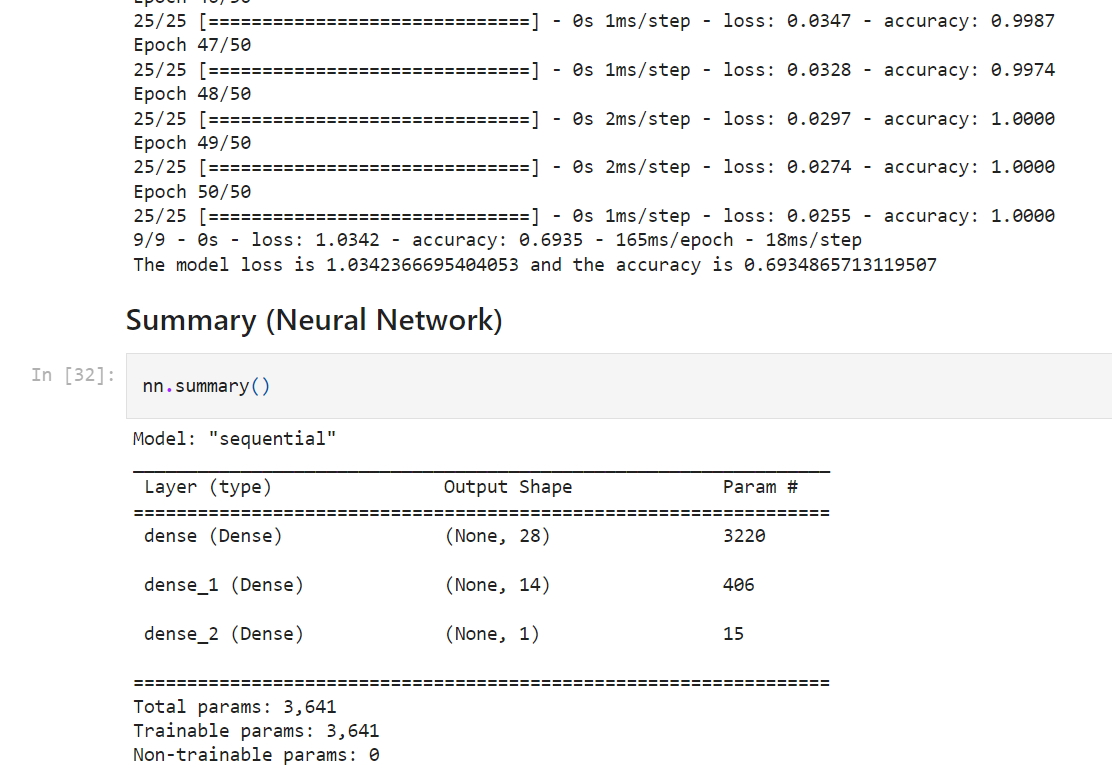 Epoch 46/50
25/25 [==============================] - 0s 1ms/step - loss: 0.0347 - accuracy: 0.9987
Epoch 47/50
25/25 [==============================] - 0s 1ms/step - loss: 0.0328 - accuracy: 0.9974
Epoch 48/50
25/25 [==============================] - 0s 2ms/step - loss: 0.0297 - accuracy: 1.0000
Epoch 49/50
25/25 [==============================] - 0s 2ms/step - loss: 0.0274 - accuracy: 1.0000
Epoch 50/50
25/25 [==============================] - 0s 1ms/step - loss: 0.0255 - accuracy: 1.0000
9/9 - 0s - loss: 1.0342 - accuracy: 0.6935 - 165ms/epoch - 18ms/step
The model loss is 1.0342366695404053 and the accuracy is 0.6934865713119507
Summary (Neural Network)
In [32]: nn.summary()
Model: "sequential"
_________________________________________________________________
Layer (type) Output Shape Param #
=================================================================
dense (Dense) (None, 28) 3220
dense_1 (Dense) (None, 14) 406
dense_2 (Dense) (None, 1) 15
=================================================================
Total params: 3,641
Trainable params: 3,641
Non-trainable params: 0